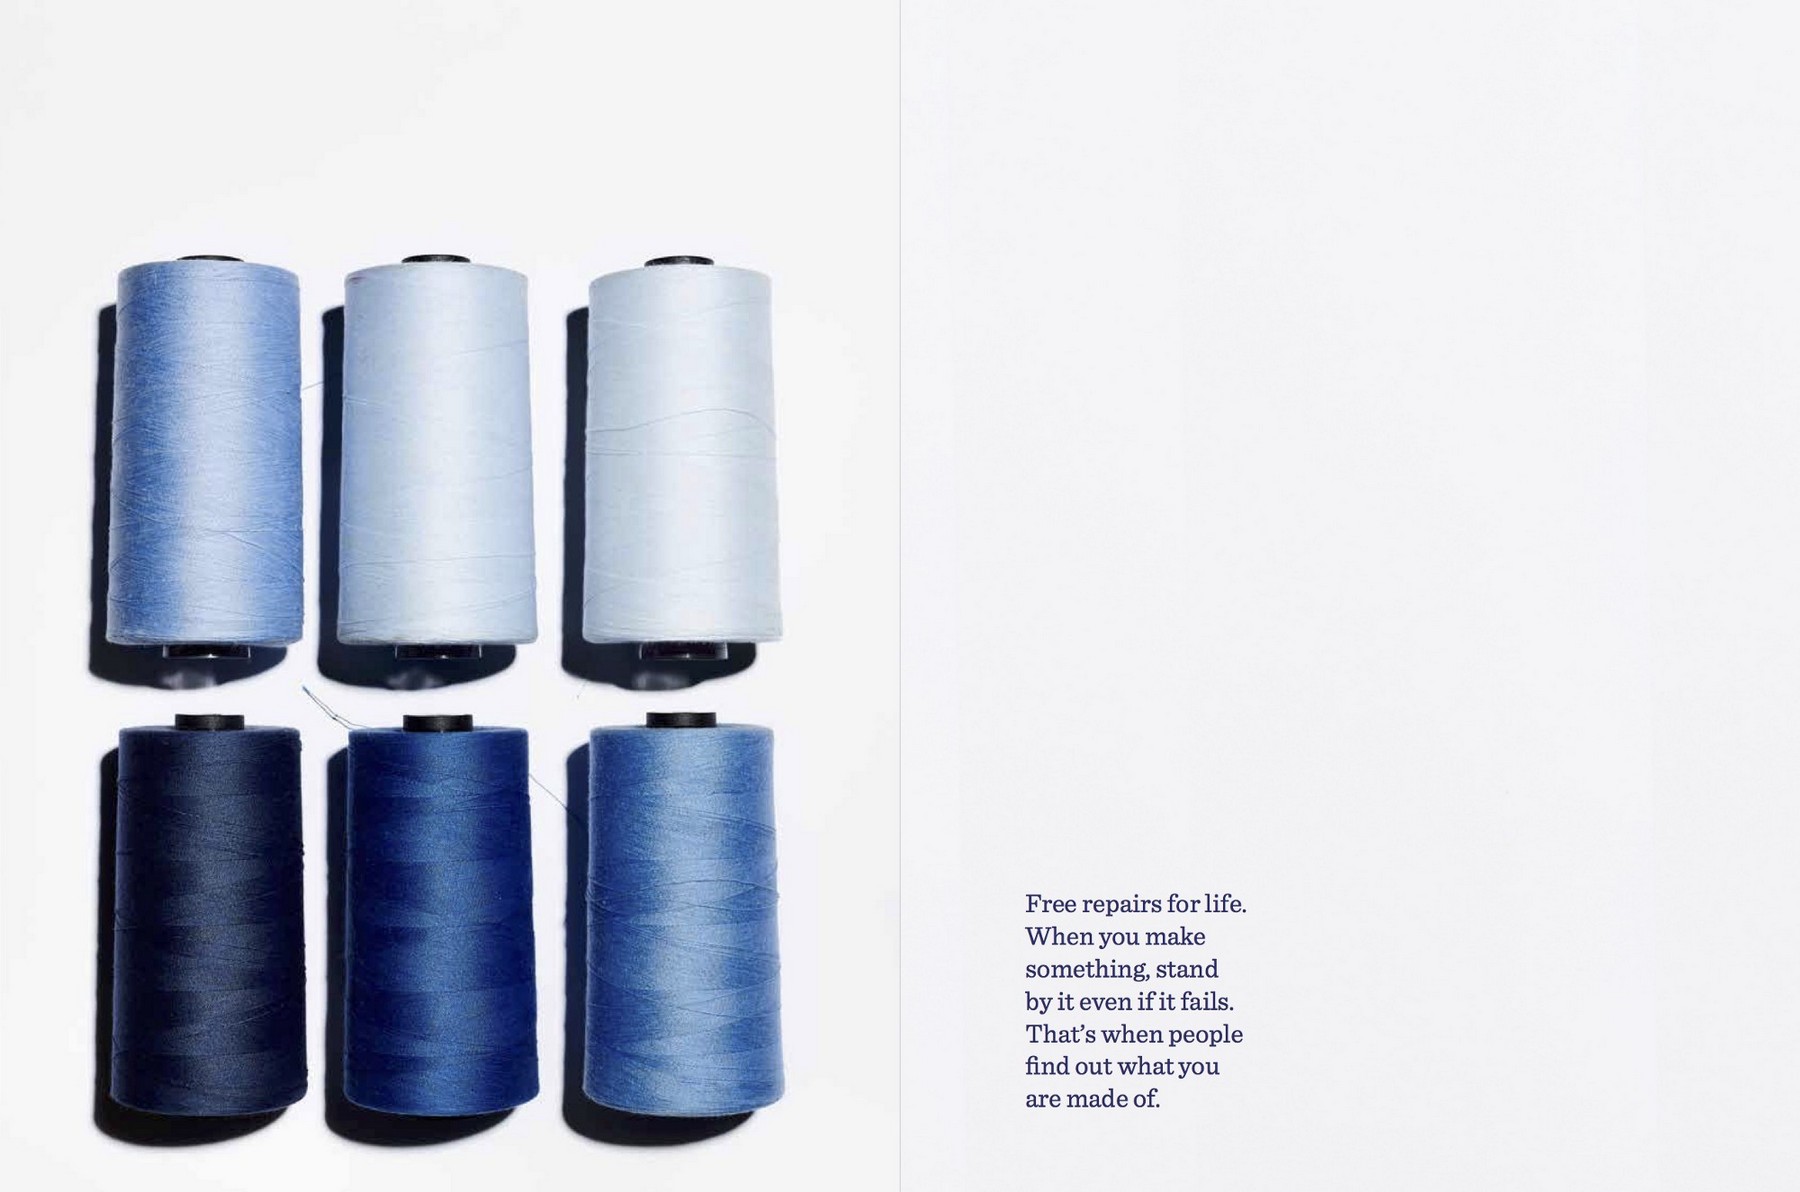 Free repairs for life.
When you make
something, stand
by it even if it fails.
That’s when people
find out what you
are made of.